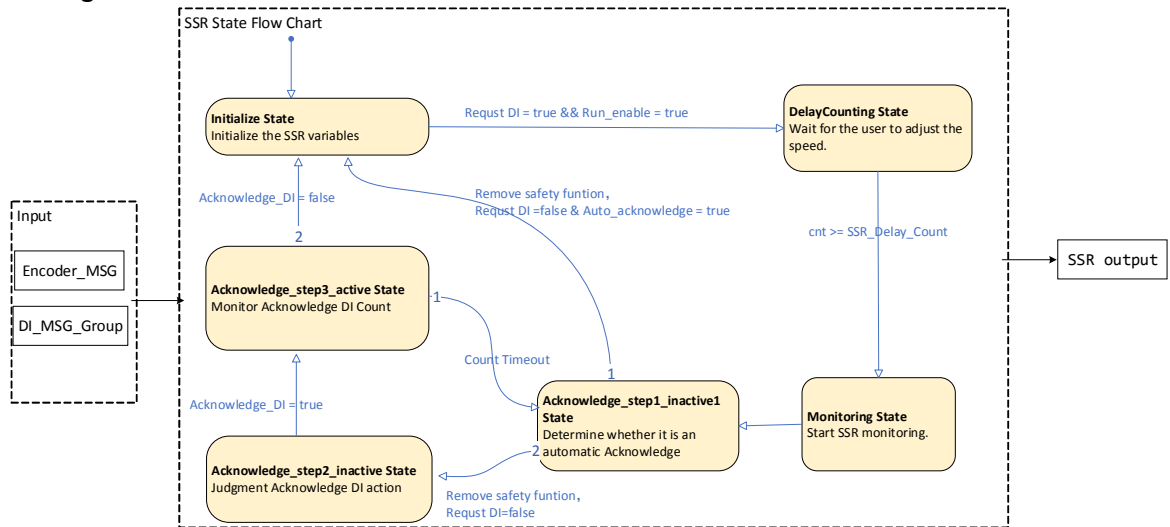 SSR State Flow Chart
Initialize State
Initialize the SSR variables
Requst DI = true && Run_enable = true
DelayCounting State
Wait for the user to adjust the
speed.
Acknowledge_DI = false
Remove safety funtion，
Requst DI =false & Auto_acknowledge = true
Input
Encoder_MSG
DI_MSG_Group
2
cnt >= SSR_Delay_Count
SSR output
Acknowledge_step3_active State
Monitor Acknowledge DI Count
1
Count Timeout
1
Acknowledge_DI = true
Acknowledge_step1_inactive1
State
Determine whether it is an
automatic Acknowledge
Monitoring State
Start SSR monitoring.
2
Acknowledge_step2_inactive State
Judgment Acknowledge DI action
Remove safety funtion，
Requst DI=false